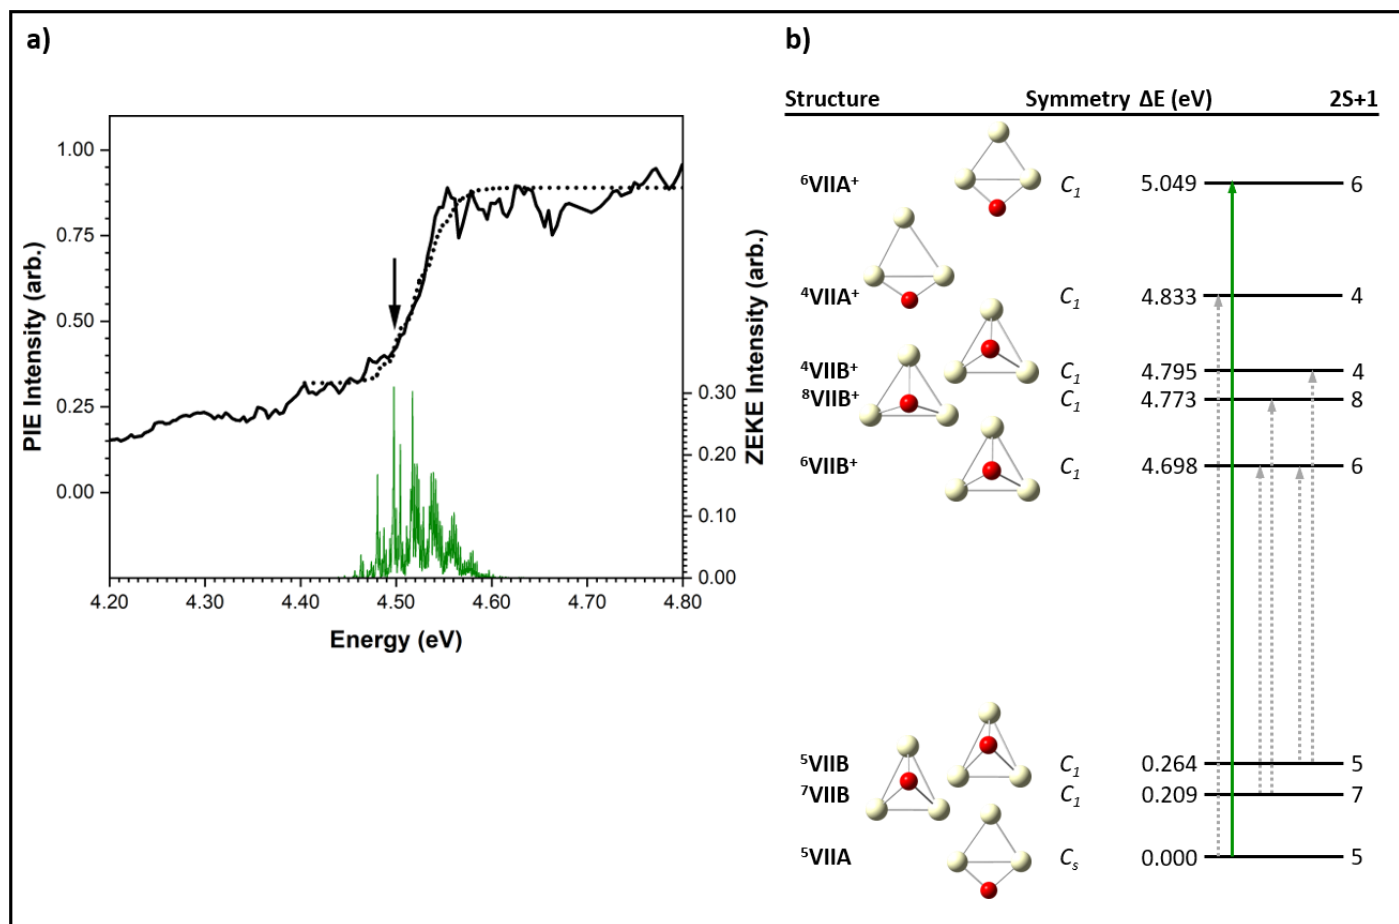 a)
PIE Intensity (arb.)
1.00
0.75
0.50
0.25
0.00
ZEKE Intensity (arb.)
0.30
0.20
0.10
0.00
4.20 4.30 4.40 4.50 4.60 4.70 4.80
Energy (eV)
b)
Structure Symmetry ΔE (eV) 2S+1
⁶VIIA⁺ C₁ 5.049 6
⁴VIIA⁺ C₁ 4.833 4
⁴VIIB⁺ C₁ 4.795 4
⁸VIIB⁺ C₁ 4.773 8
⁶VIIB⁺ C₁ 4.698 6
⁵VIIB C₁ 0.264 5
⁷VIIB C₁ 0.209 7
⁵VIIA Cₛ 0.000 5